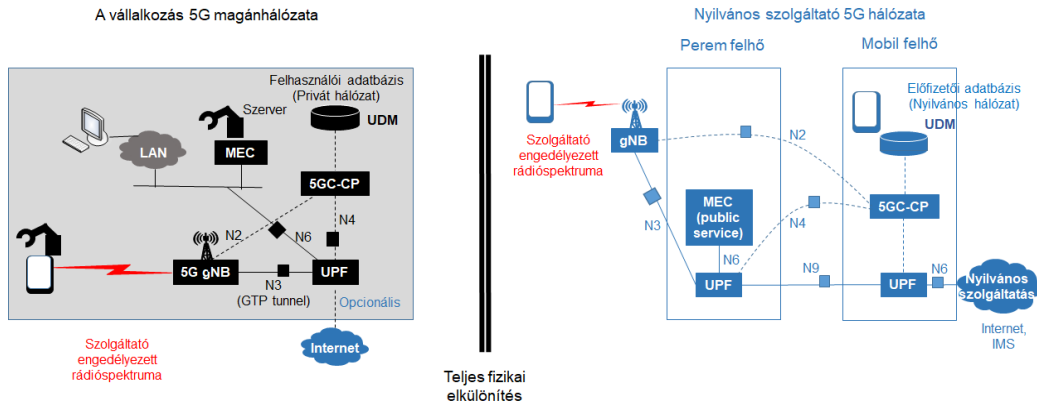 A vállalkozás 5G magánhálózata
Felhasználói adatbázis
(Privát hálózat)
UDM
Szerver
MEC
LAN
5GC-CP
N4
N2
N6
5G gNB
N3
(GTP tunnel)
UPF
Opcionális
Internet
Szolgáltató
engedélyezett
rádióspektruma
Teljes fizikai
elkülönítés
Nyilvános szolgáltató 5G hálózata
Perem felhő
Mobil felhő
Szolgáltató
engedélyezett
rádióspektruma
gNB
N2
N3
MEC
(public
service)
N6
UPF
N4
N9
Előfizetői adatbázis
(Nyilvános hálózat)
UDM
5GC-CP
UPF
N6
Nyilvános
szolgáltatás
Internet,
IMS